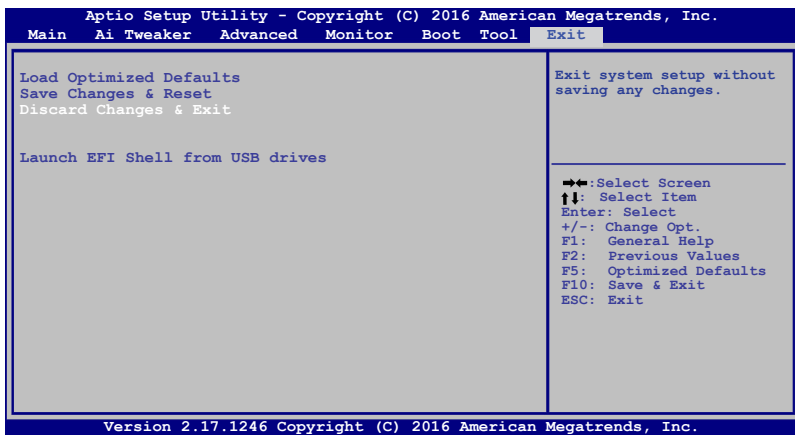 Aptio Setup Utility - Copyright (C) 2016 American Megatrends, Inc.
Main Ai Tweaker Advanced Monitor Boot Tool Exit
Load Optimized Defaults
Save Changes & Reset
Discard Changes & Exit
Launch EFI Shell from USB drives
Exit system setup without
saving any changes.
→←:Select Screen
↑↓: Select Item
Enter: Select
+/-: Change Opt.
F1: General Help
F2: Previous Values
F5: Optimized Defaults
F10: Save & Exit
ESC: Exit
Version 2.17.1246 Copyright (C) 2016 American Megatrends, Inc.